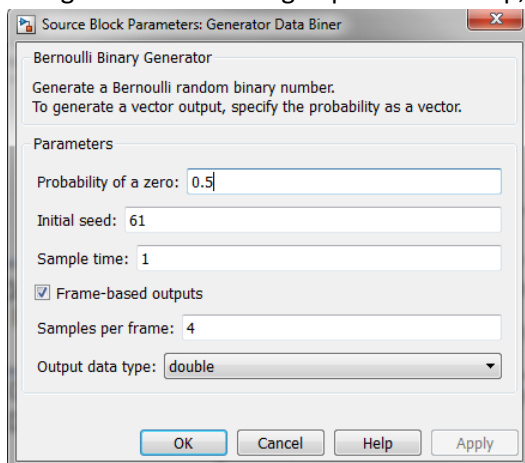 Source Block Parameters: Generator Data Biner
Bernoulli Binary Generator
Generate a Bernoulli random binary number.
To generate a vector output, specify the probability as a vector.
Parameters
Probability of a zero: 0.5
Initial seed: 61
Sample time: 1
Frame-based outputs
Samples per frame: 4
Output data type: double
OK Cancel Help Apply